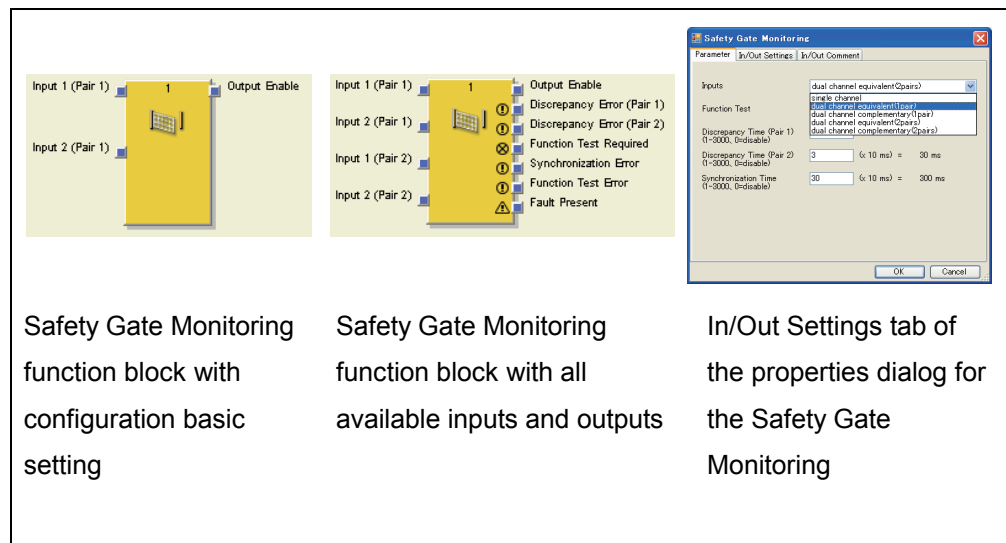 Input 1 (Pair 1)
1
Output Enable
Input 2 (Pair 1)
Input 1 (Pair 1)
1
Output Enable
Discrepancy Error (Pair 1)
Input 2 (Pair 1)
Discrepancy Error (Pair 2)
Function Test Required
Input 1 (Pair 2)
Synchronization Error
Function Test Error
Input 2 (Pair 2)
Fault Present
Safety Gate Monitoring
Parameter In/Out Settings In/Out Comment
Inputs
dual channel equivalent(2pairs)
single channel
Function Test
dual channel equivalent(1pair)
dual channel complementary(1pair)
dual channel equivalent(2pairs)
dual channel complementary(2pairs)
Discrepancy Time (Pair 1)
(1-3000, 0=disable)
Discrepancy Time (Pair 2) 3 (x 10 ms) = 30 ms
(1-3000, 0=disable)
Synchronization Time 30 (x 10 ms) = 300 ms
(1-3000, 0=disable)
OK Cancel
Safety Gate Monitoring
function block with
configuration basic
setting
Safety Gate Monitoring
function block with all
available inputs and outputs
In/Out Settings tab of
the properties dialog for
the Safety Gate
Monitoring